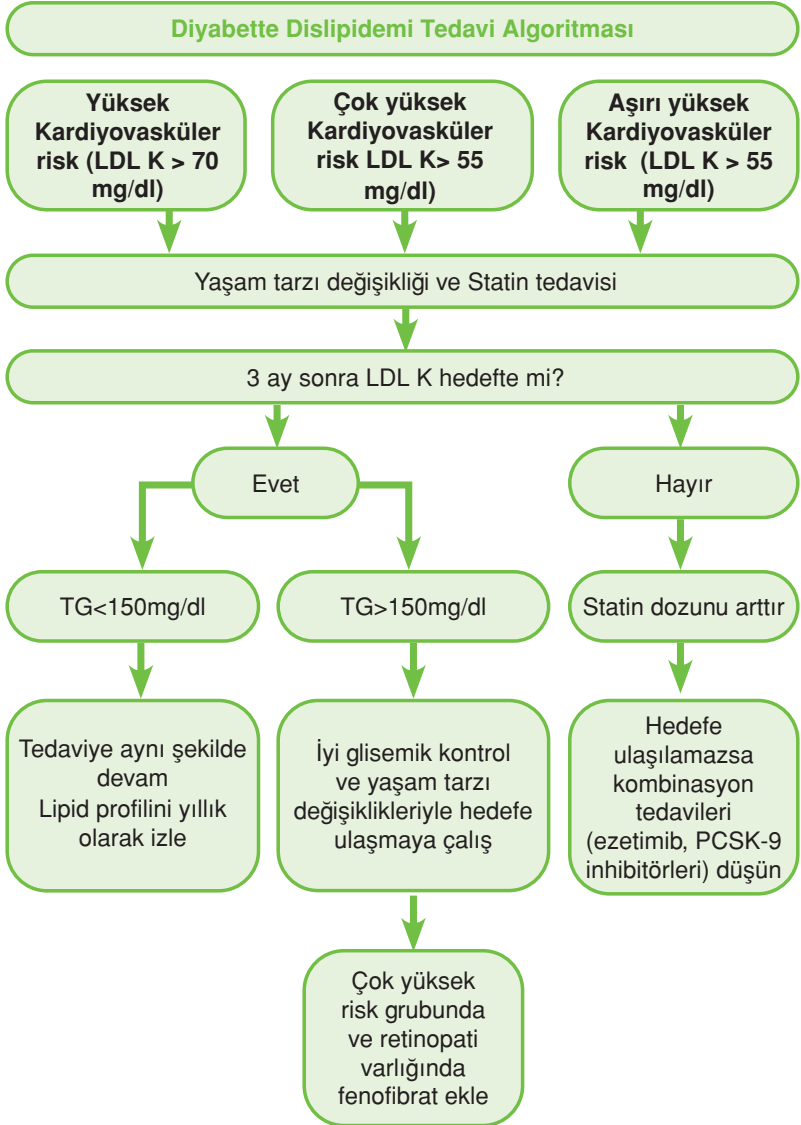 Diyabette Dislipidemi Tedavi Algoritması
Yüksek
Kardiyovasküler
risk (LDL K > 70
mg/dl)
Çok yüksek
Kardiyovasküler
risk LDL K> 55
mg/dl)
Aşırı yüksek
Kardiyovasküler
risk (LDL K > 55
mg/dl)
Yaşam tarzı değişikliği ve Statin tedavisi
3 ay sonra LDL K hedefte mi?
Evet
Hayır
TG<150mg/dl
TG>150mg/dl
Statin dozunu arttır
Tedaviye aynı şekilde
devam
Lipid profilini yıllık
olarak izle
İyi glisemik kontrol
ve yaşam tarzı
değişiklikleriyle hedefe
ulaşmaya çalış
Hedefe
ulaşılamazsa
kombinasyon
tedavileri
(ezetimib, PCSK-9
inhibitörleri) düşün
Çok yüksek
risk grubunda
ve retinopati
varlığında
fenofibrat ekle